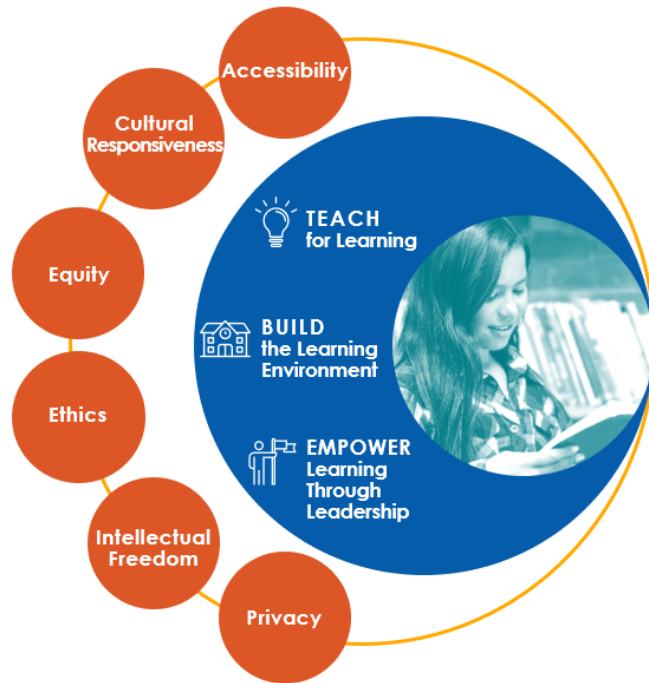 Accessibility
Cultural
Responsiveness
Equity
Ethics
Intellectual
Freedom
Privacy
TEACH
for Learning
BUILD
the Learning
Environment
EMPOWER
Learning
Through
Leadership